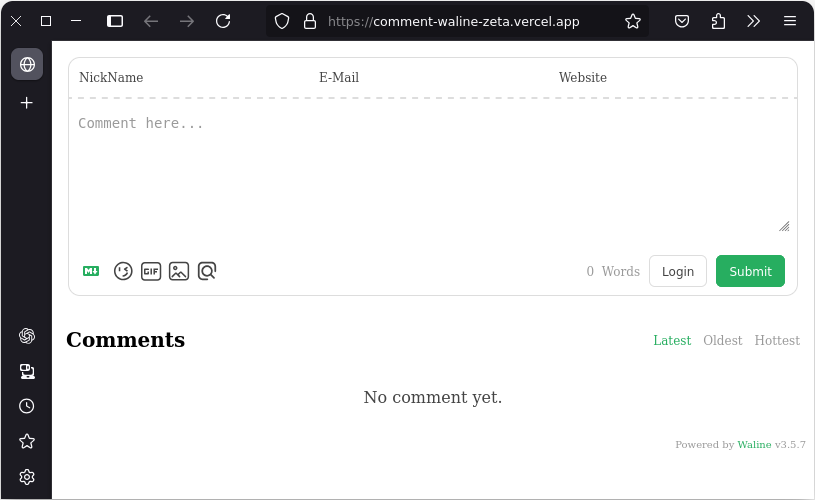 https://comment-waline-zeta.vercel.app
NickName E-Mail Website
Comment here...
M GIF 0 Words Login Submit
Comments Latest Oldest Hottest
No comment yet.
Powered by Waline v3.5.7